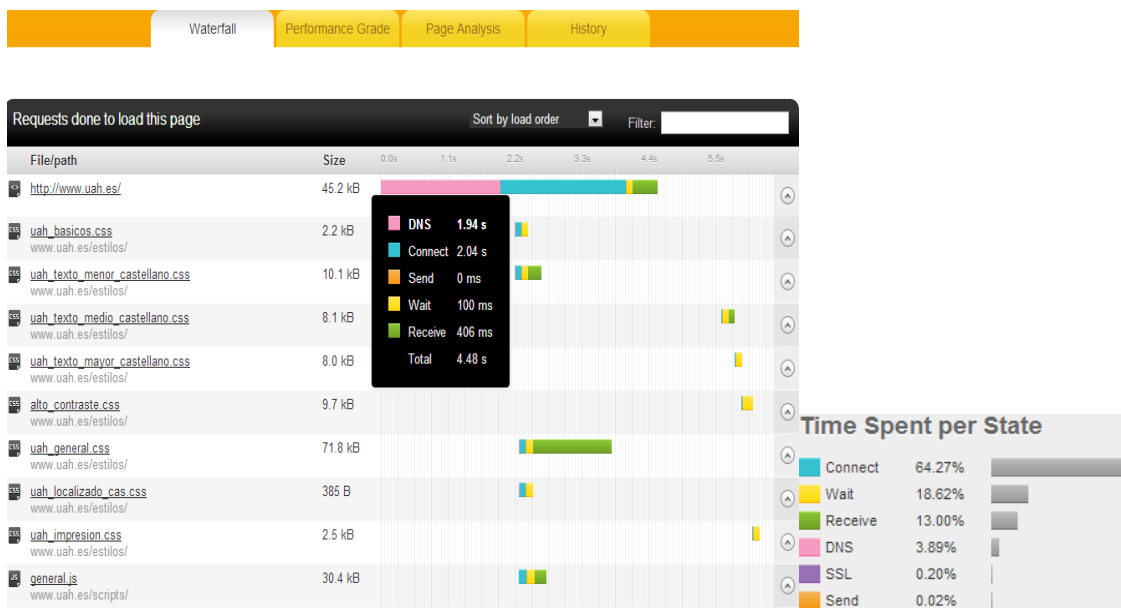 Waterfall Performance Grade Page Analysis History
Requests done to load this page Sort by load order Filter:
File/path Size 0.0s 1.1s 2.2s 3.3s 4.4s 5.5s
http://www.uah.es/ 45.2 kB
DNS 1.94 s
Connect 2.04 s
Send 0 ms
Wait 100 ms
Receive 406 ms
Total 4.48 s
uah_basicos.css 2.2 kB
www.uah.es/estilos/
uah_texto_menor_castellano.css 10.1 kB
www.uah.es/estilos/
uah_texto_medio_castellano.css 8.1 kB
www.uah.es/estilos/
uah_texto_mayor_castellano.css 8.0 kB
www.uah.es/estilos/
alto_contraste.css 9.7 kB
www.uah.es/estilos/
uah_general.css 71.8 kB
www.uah.es/estilos/
uah_localizado_cas.css 385 B
www.uah.es/estilos/
uah_impresion.css 2.5 kB
www.uah.es/estilos/
general.js 30.4 kB
www.uah.es/scripts/
Time Spent per State
Connect 64.27%
Wait 18.62%
Receive 13.00%
DNS 3.89%
SSL 0.20%
Send 0.02%